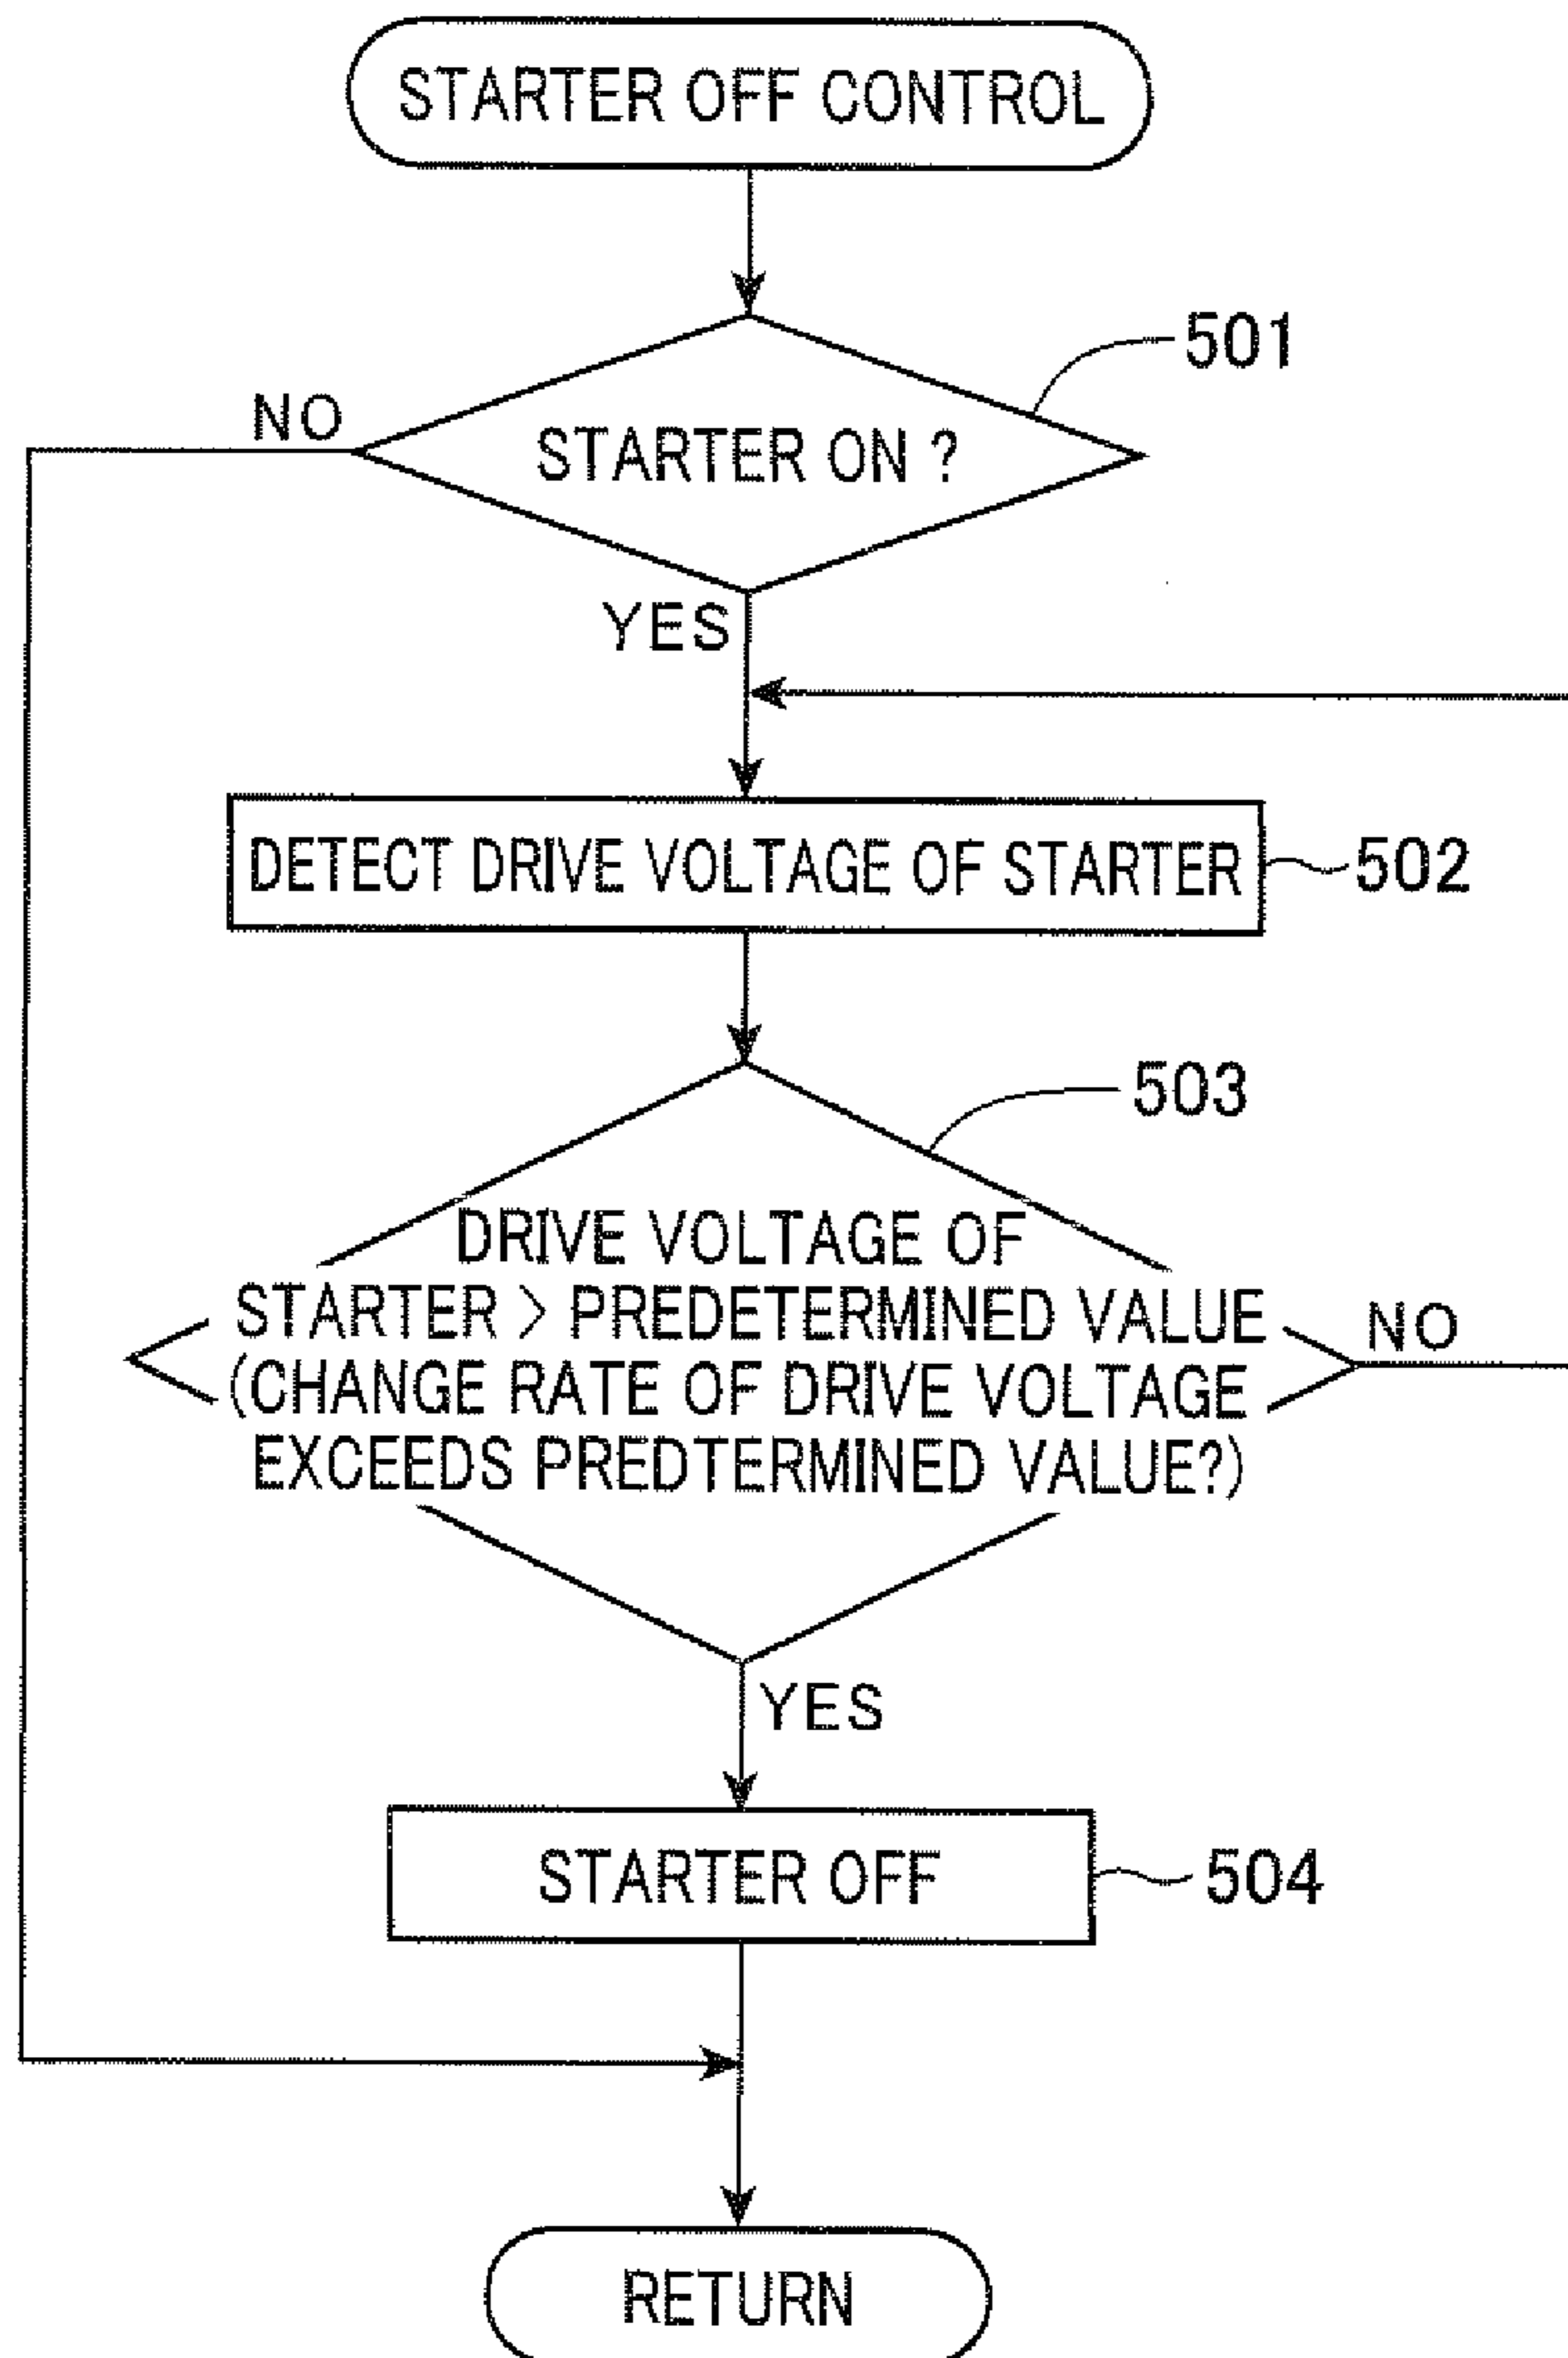 STARTER OFF CONTROL
501
NO
STARTER ON ?
YES
DETECT DRIVE VOLTAGE OF STARTER
502
503
DRIVE VOLTAGE OF
STARTER > PREDETERMINED VALUE
NO
(CHANGE RATE OF DRIVE VOLTAGE
EXCEEDS PREDTERMINED VALUE?)
YES
STARTER OFF
504
RETURN